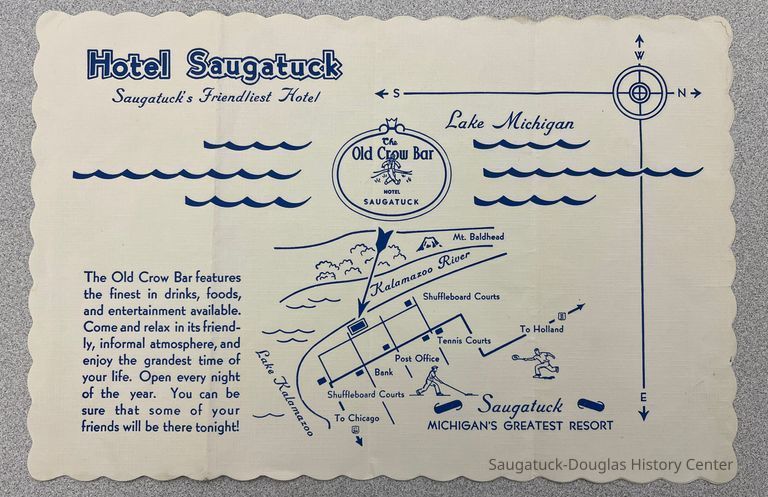 Hotel Saugatuck
Saugatuck's Friendliest Hotel
W
S
N
Lake Michigan
The
Old Crow Bar
HOTEL
SAUGATUCK
Mt. Baldhead
Kalamazoo River
The Old Crow Bar features
the finest in drinks, foods,
and entertainment available.
Come and relax in its friend-
ly, informal atmosphere, and
enjoy the grandest time of
your life. Open every night
of the year. You can be
sure that some of your
friends will be there tonight!
Shuffleboard Courts
To Holland
Tennis Courts
Post Office
Bank
Lake Kalamazoo
Shuffleboard Courts
To Chicago
E
Saugatuck
MICHIGAN'S GREATEST RESORT
Saugatuck-Douglas History Center